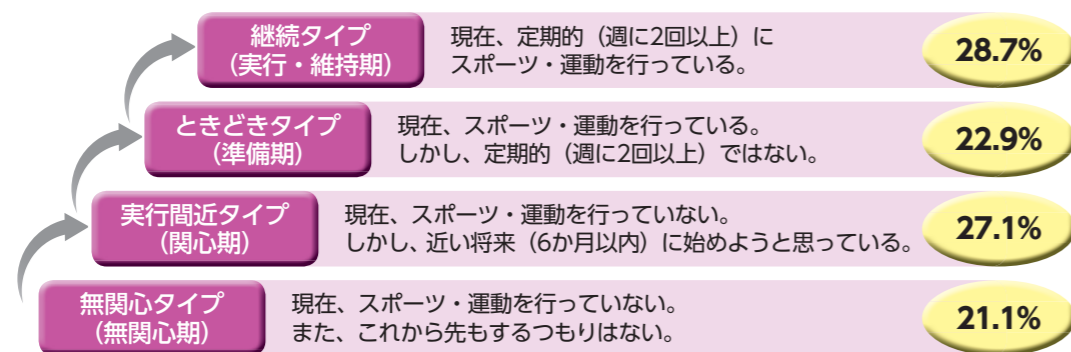 継続タイプ
(実行・維持期)
現在、定期的(週に2回以上)に
スポーツ・運動を行っている。
28.7%
ときどきタイプ
(準備期)
現在、スポーツ・運動を行っている。
しかし、定期的(週に2回以上)ではない。
22.9%
実行間近タイプ
(関心期)
現在、スポーツ・運動を行っていない。
しかし、近い将来(6か月以内)に始めようと思っている。
27.1%
無関心タイプ
(無関心期)
現在、スポーツ・運動を行っていない。
また、これから先もするつもりはない。
21.1%